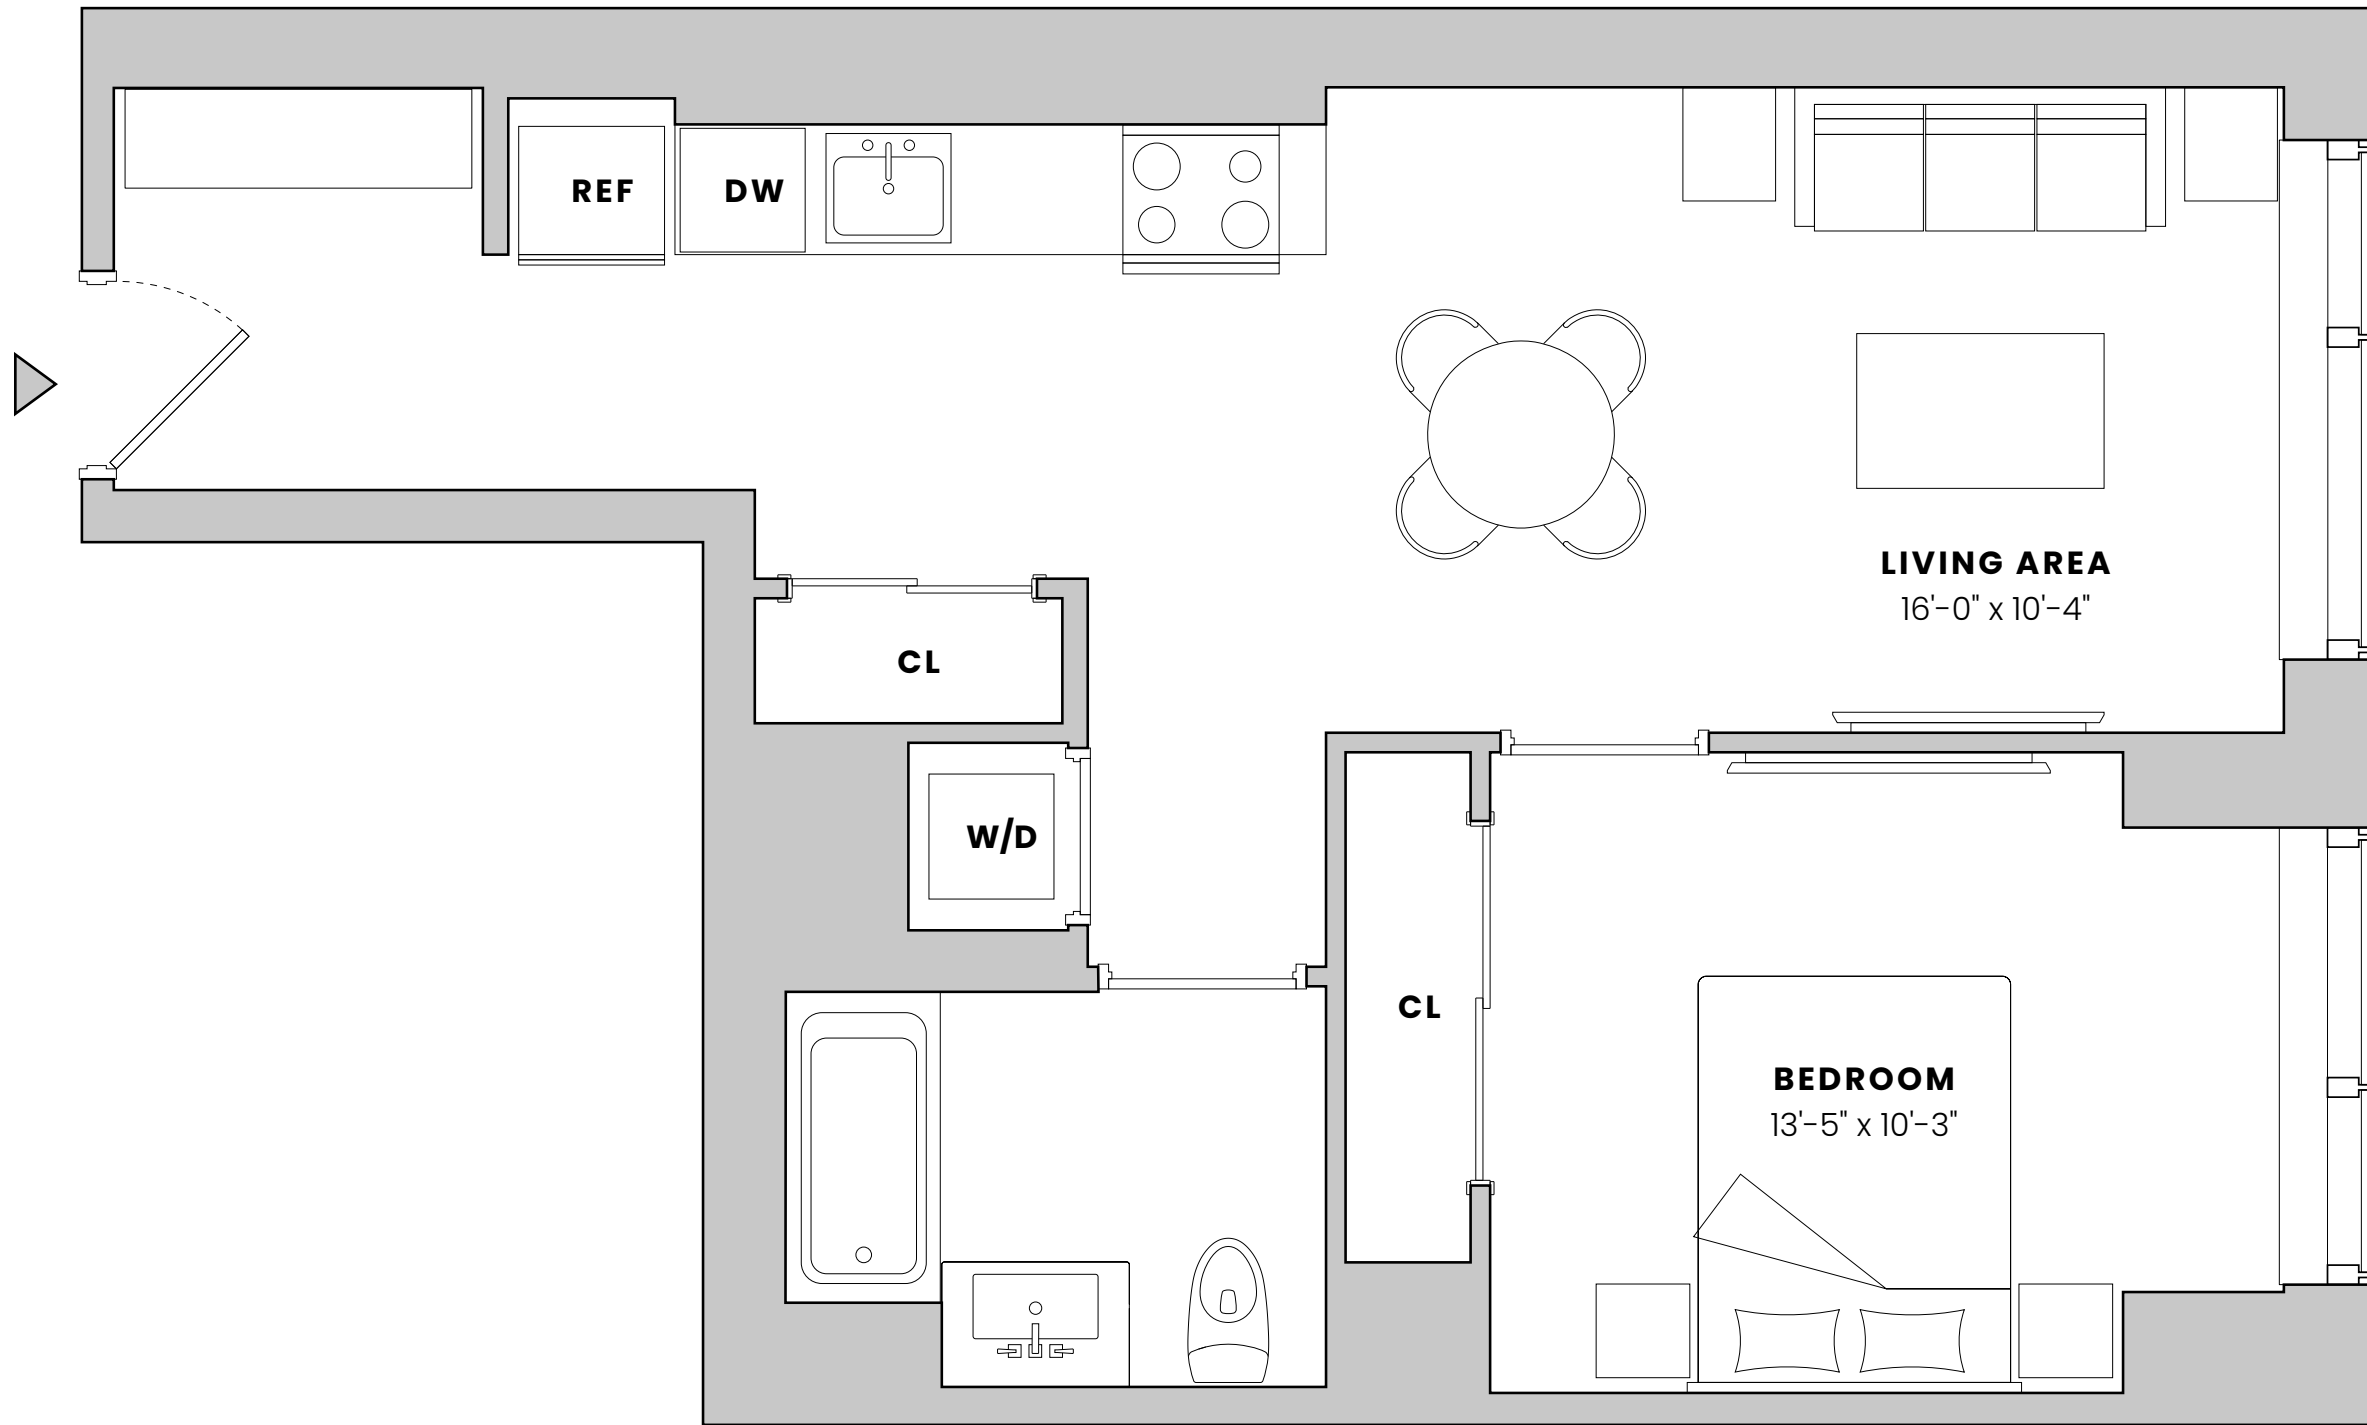 REF
DW
LIVING AREA
16'-0" x 10'-4"
CL
W/D
CL
BEDROOM
13'-5" x 10'-3"